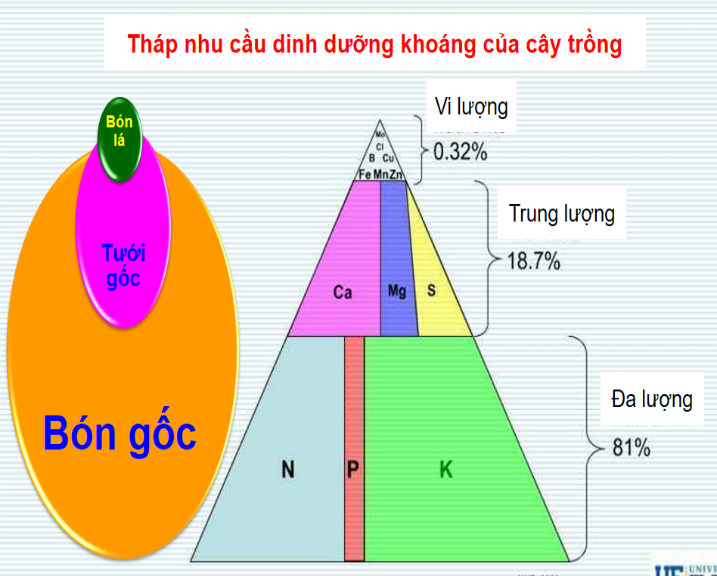 Tháp nhu cầu dinh dưỡng khoáng của cây trồng
Bón
lá
Tưới
gốc
Bón gốc
Mo
Cl
B Cu
Fe Mn Zn
Ca
Mg
S
N
P
K
Vi lượng
0.32%
Trung lượng
18.7%
Đa lượng
81%